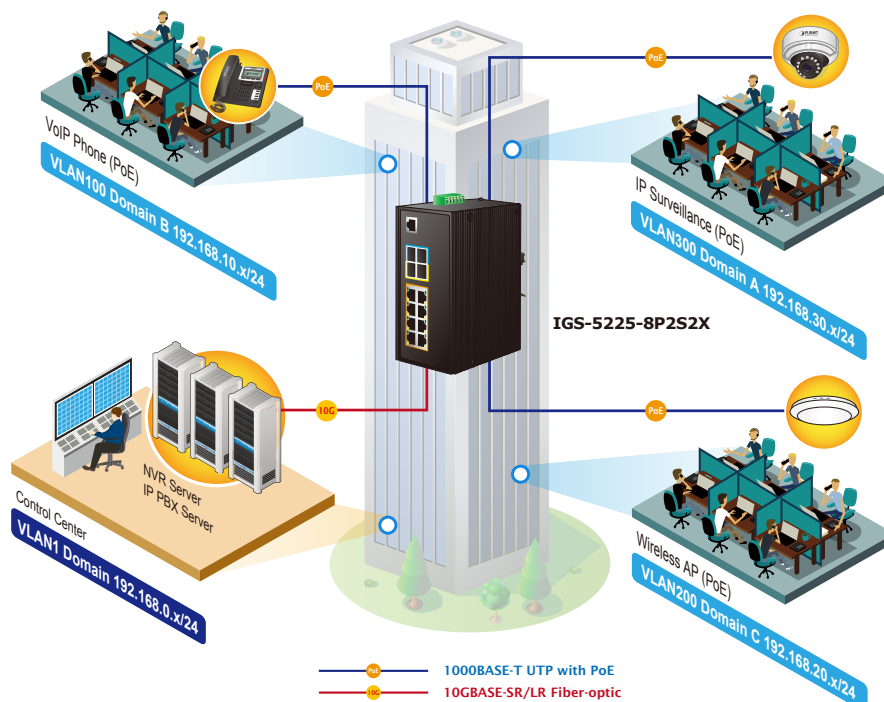 PoE
PoE
PLANET
VoIP Phone (PoE)
VLAN100 Domain B 192.168.10.x/24
IP Surveillance (PoE)
VLAN300 Domain A 192.168.30.x/24
IGS-5225-8P2S2X
10G
PoE
NVR Server
IP PBX Server
Control Center
VLAN1 Domain 192.168.0.x/24
Wireless AP (PoE)
VLAN200 Domain C 192.168.20.x/24
PoE 1000BASE-T UTP with PoE
10G 10GBASE-SR/LR Fiber-optic